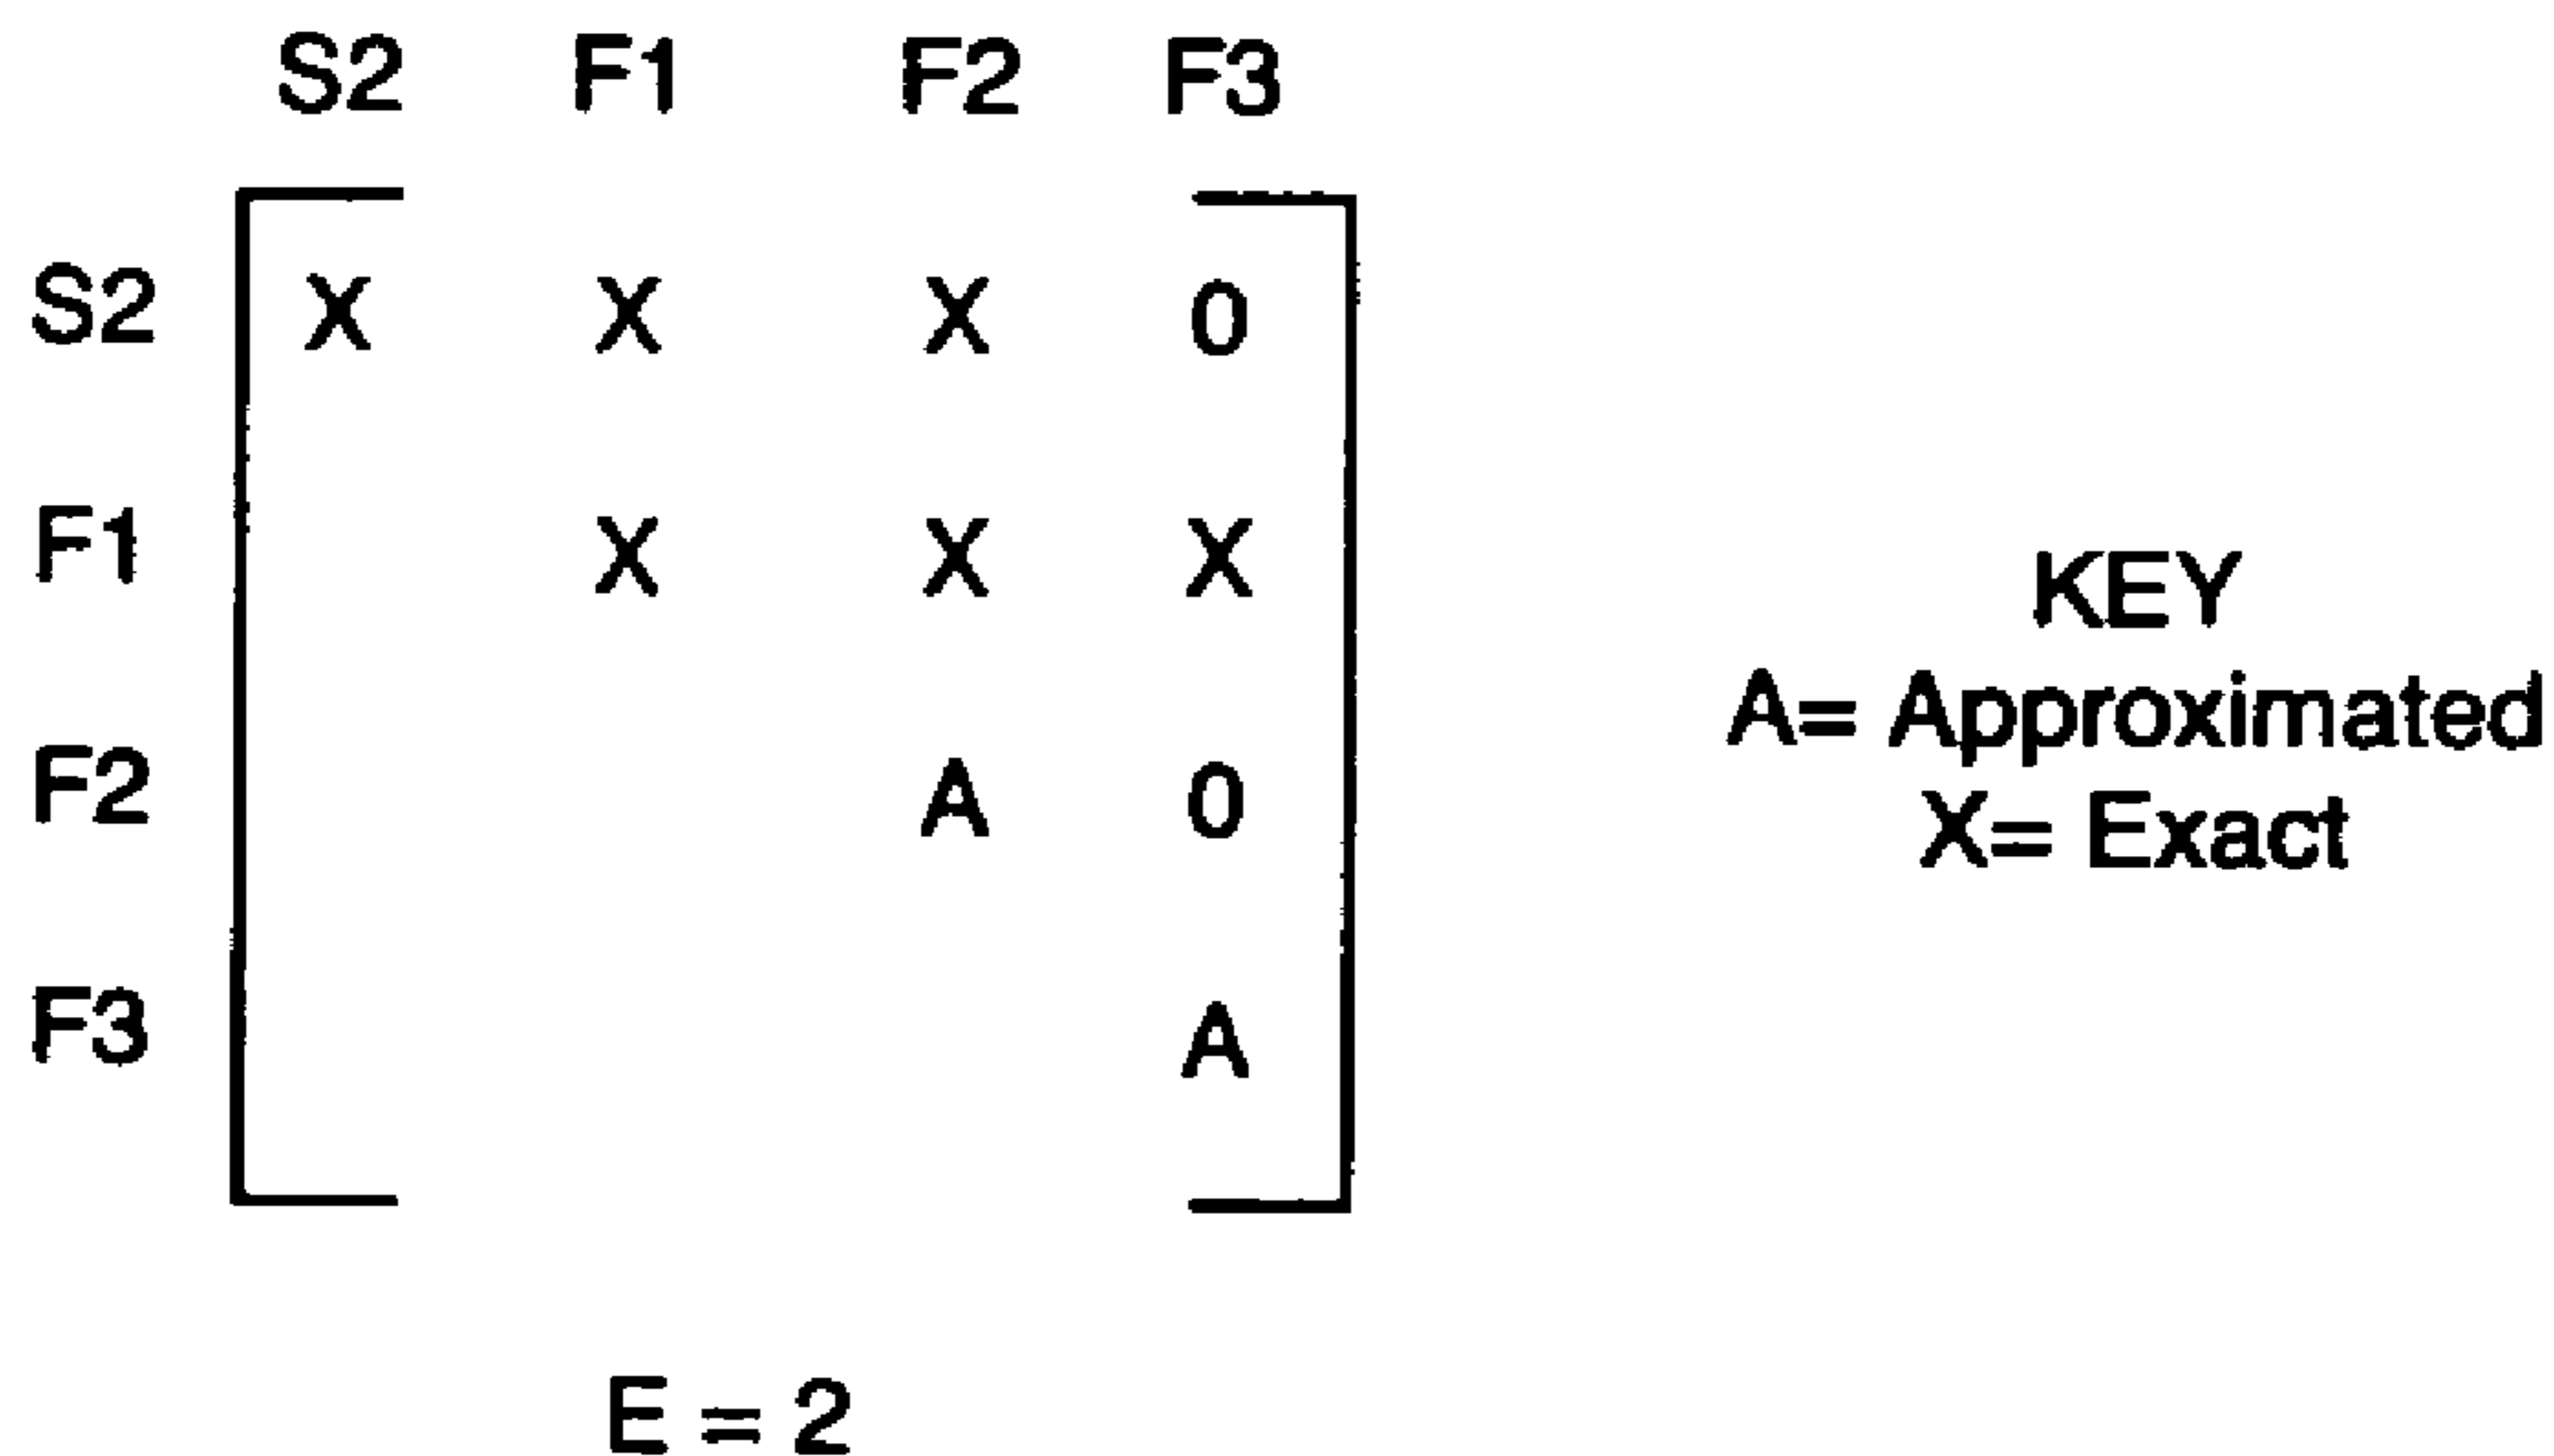 S2 F1 F2 F3
S2 X X X 0
F1 X X X
F2 A 0
F3 A
KEY
A= Approximated
X= Exact
E = 2